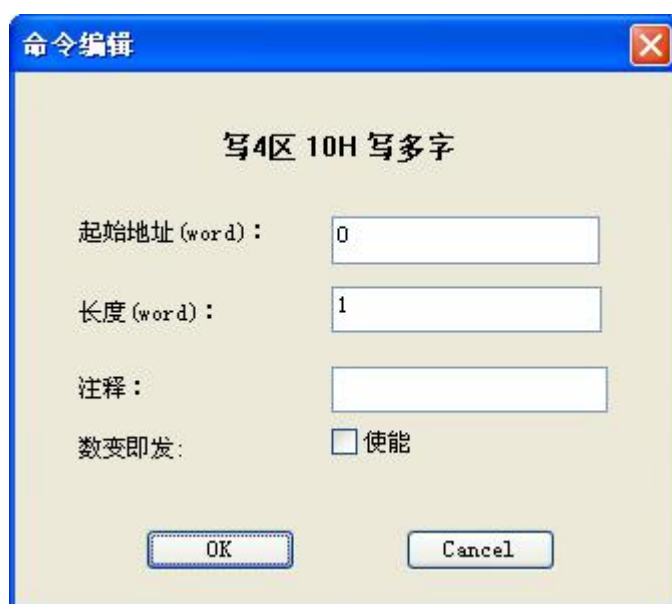 命令编辑
写4区 10H 写多字
起始地址(word)： 0
长度(word)： 1
注释：
数变即发: 使能
OK Cancel